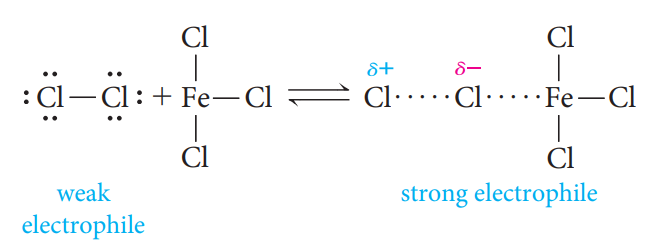 Cl Cl
δ+ δ−
:Cl — Cl: + Fe — Cl ⇌ Cl·····Cl·····Fe — Cl
Cl Cl
weak strong electrophile
electrophile